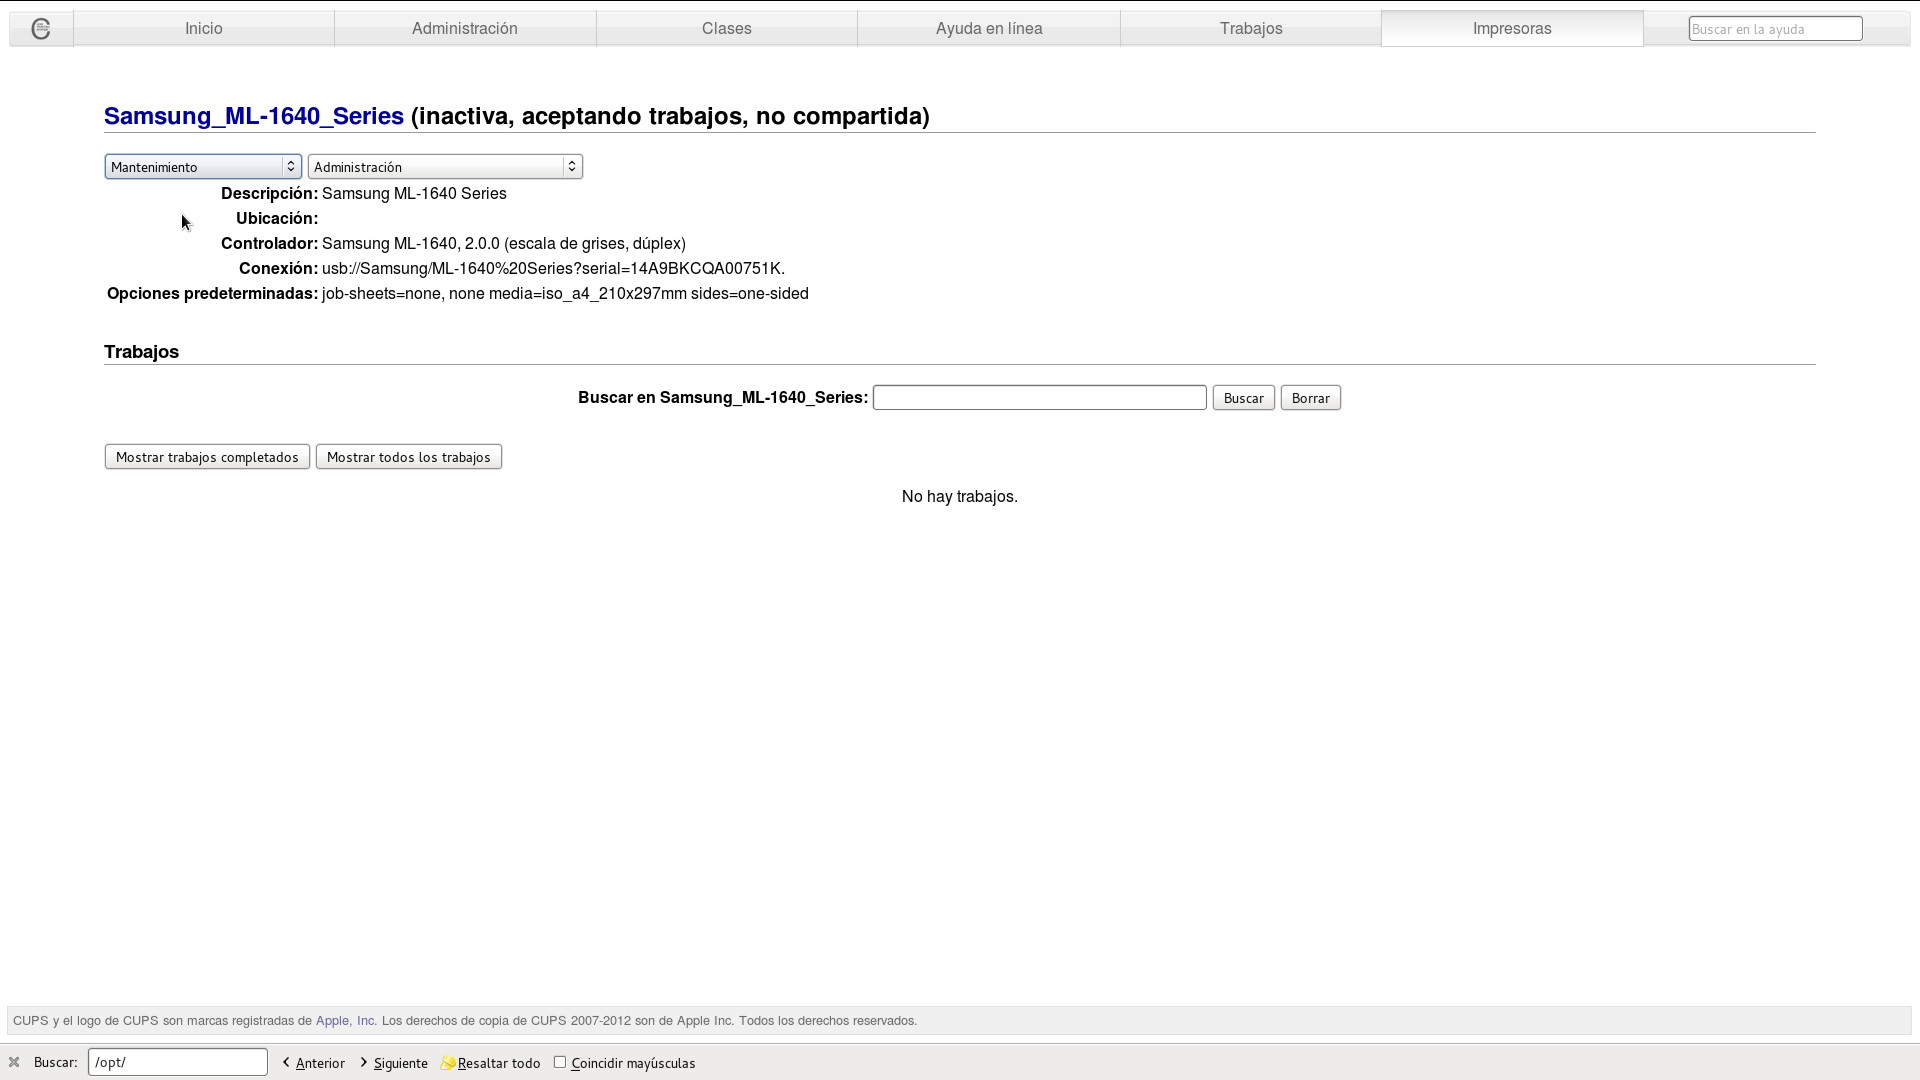 Inicio
Administración
Clases
Ayuda en línea
Trabajos
Impresoras
Buscar en la ayuda
Samsung_ML-1640_Series (inactiva, aceptando trabajos, no compartida)
Mantenimiento
Administración
Descripción: Samsung ML-1640 Series
Ubicación:
Controlador: Samsung ML-1640, 2.0.0 (escala de grises, dúplex)
Conexión: usb://Samsung/ML-1640%20Series?serial=14A9BKCQA00751K.
Opciones predeterminadas: job-sheets=none, none media=iso_a4_210x297mm sides=one-sided
Trabajos
Buscar en Samsung_ML-1640_Series:
Buscar
Borrar
Mostrar trabajos completados
Mostrar todos los trabajos
No hay trabajos.
CUPS y el logo de CUPS son marcas registradas de Apple, Inc. Los derechos de copia de CUPS 2007-2012 son de Apple Inc. Todos los derechos reservados.
Buscar: /opt/
Anterior
Siguiente
Resaltar todo
Coincidir mayúsculas